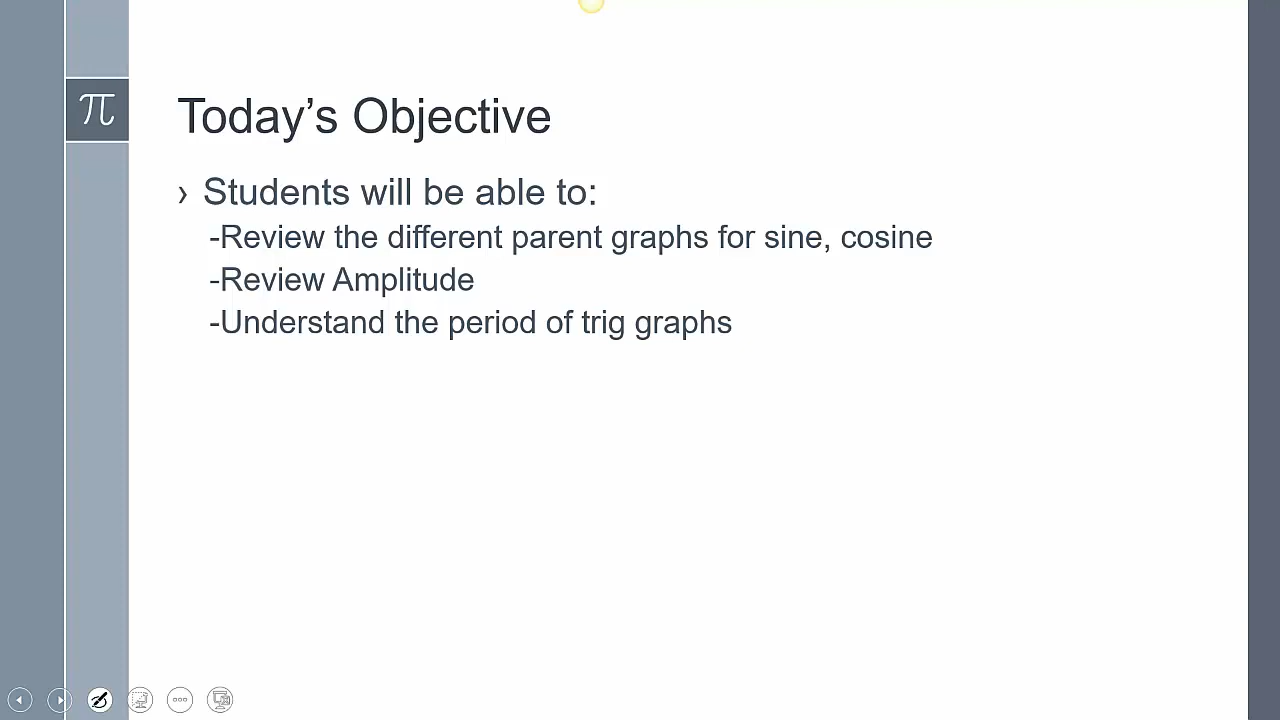 π
Today’s Objective
› Students will be able to:
-Review the different parent graphs for sine, cosine
-Review Amplitude
-Understand the period of trig graphs